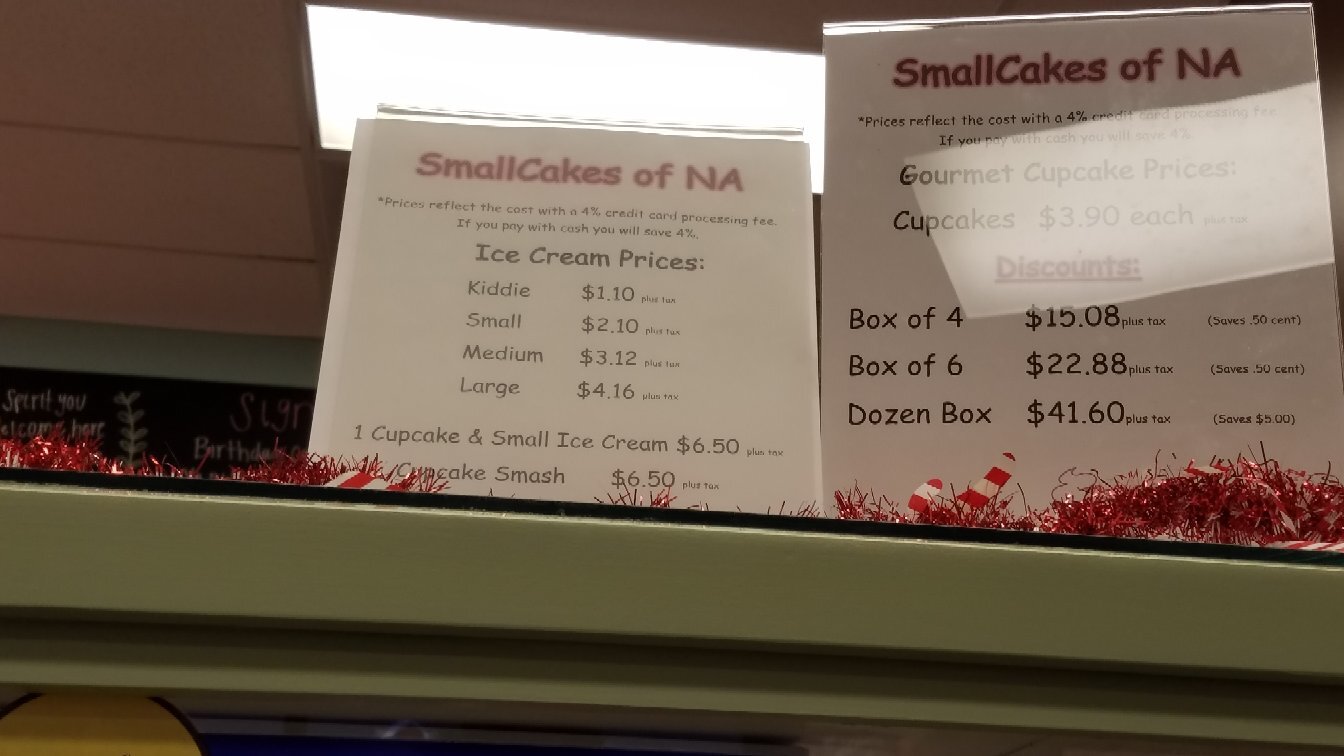 SmallCakes of NA
*Prices reflect the cost with a 4% credit card processing fee.
If you pay with cash you will save 4%.
Ice Cream Prices:
Kiddie $1.10 plus tax
Small $2.10 plus tax
Medium $3.12 plus tax
Large $4.16 plus tax
1 Cupcake & Small Ice Cream $6.50 plus tax
Cupcake Smash $6.50 plus tax
SmallCakes of NA
*Prices reflect the cost with a 4% credit card processing fee.
If you pay with cash you will save 4%.
Gourmet Cupcake Prices:
Cupcakes $3.90 each plus tax
Discounts:
Box of 4 $15.08 plus tax (Saves .50 cent)
Box of 6 $22.88 plus tax (Saves .50 cent)
Dozen Box $41.60 plus tax (Saves $5.00)
Spirit you
here